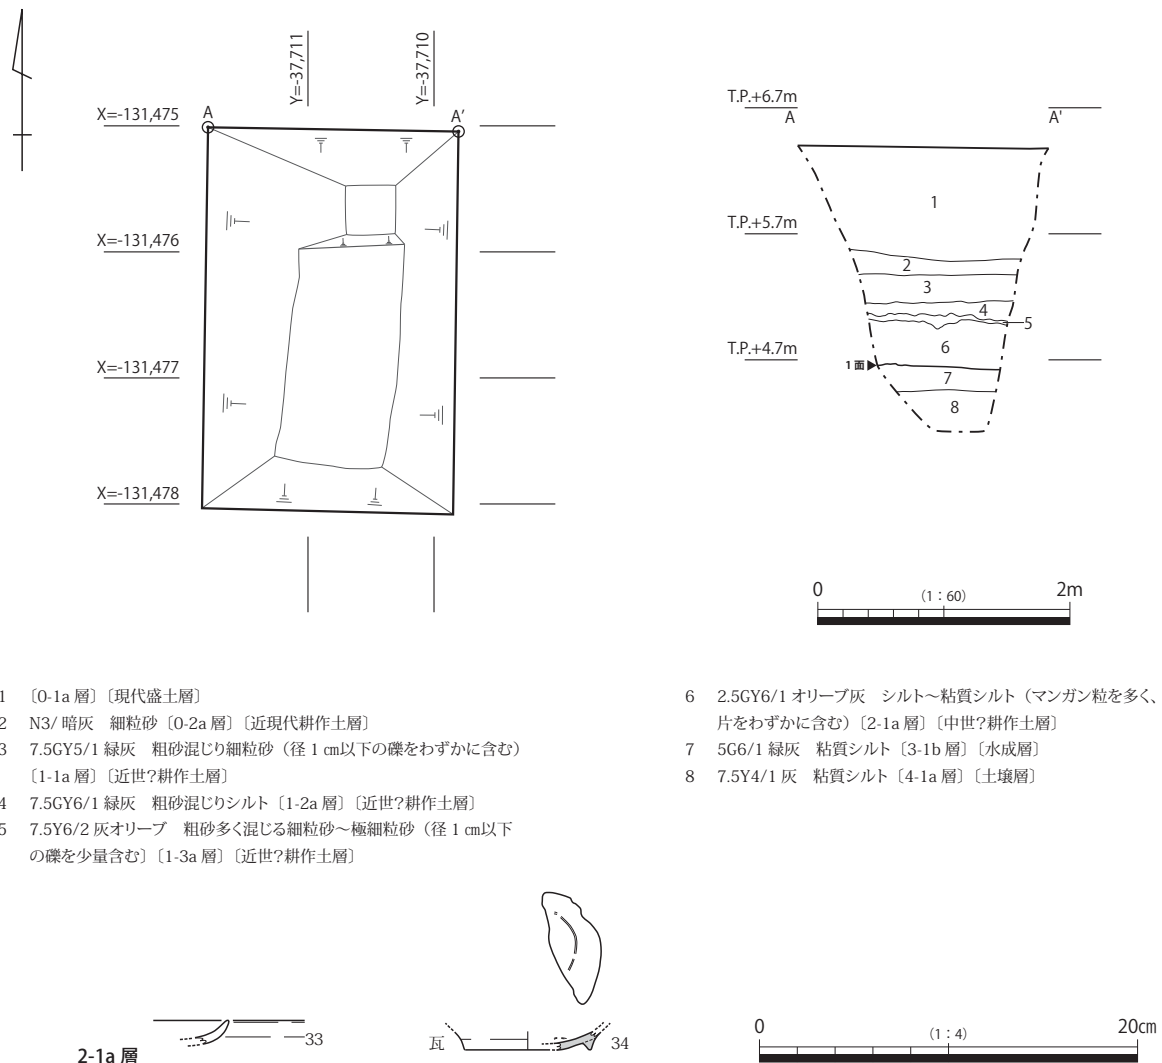 Y=-37,711
Y=-37,710
X=-131,475
A
A'
X=-131,476
X=-131,477
X=-131,478
T.P.+6.7m
A
A'
T.P.+5.7m
T.P.+4.7m
1
2
3
4
5
6
1面
7
8
0
(1:60)
2m
1 〔0-1a 層〕〔現代盛土層〕
2 N3/ 暗灰 細粒砂〔0-2a 層〕〔近現代耕作土層〕
3 7.5GY5/1 緑灰 粗砂混じり細粒砂(径 1 ㎝以下の礫をわずかに含む)
〔1-1a 層〕〔近世?耕作土層〕
4 7.5GY6/1 緑灰 粗砂混じりシルト〔1-2a 層〕〔近世?耕作土層〕
5 7.5Y6/2 灰オリーブ 粗砂多く混じる細粒砂~極細粒砂(径 1 ㎝以下
の礫を少量含む〕〔1-3a 層〕〔近世?耕作土層〕
6 2.5GY6/1 オリーブ灰 シルト~粘質シルト(マンガン粒を多く、
片をわずかに含む)〔2-1a 層〕〔中世?耕作土層〕
7 5G6/1 緑灰 粘質シルト〔3-1b 層〕〔水成層〕
8 7.5Y4/1 灰 粘質シルト〔4-1a 層〕〔土壌層〕
2-1a 層
33
瓦
34
0
(1:4)
20㎝